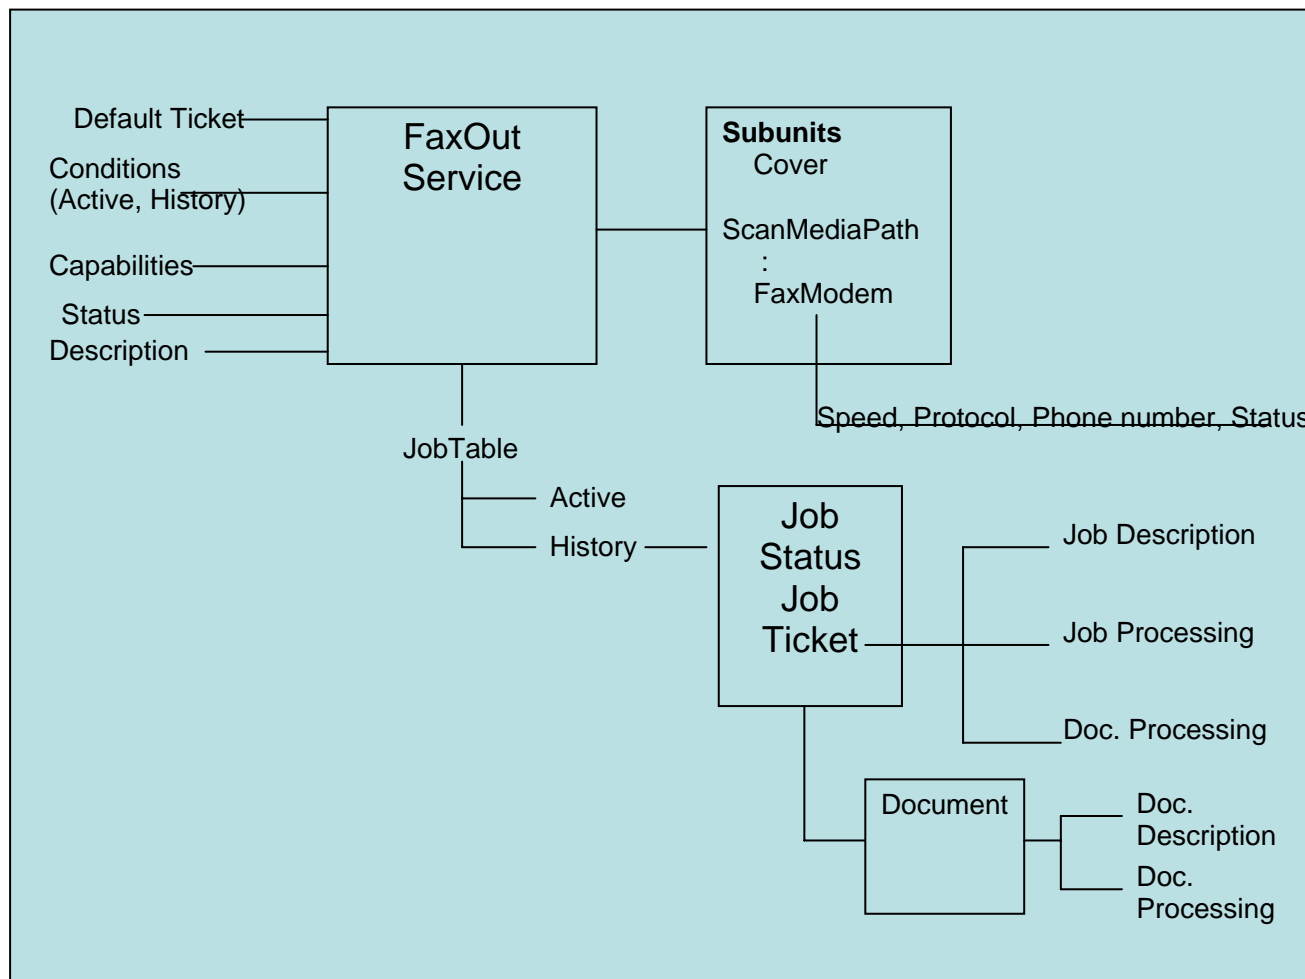 Default Ticket
Conditions
(Active, History)
Capabilities
Status
Description
FaxOut
Service
Subunits
Cover
ScanMediaPath
:
FaxModem
Speed, Protocol, Phone number, Status
JobTable
Active
History
Job
Status
Job
Ticket
Job Description
Job Processing
Doc. Processing
Document
Doc.
Description
Doc.
Processing